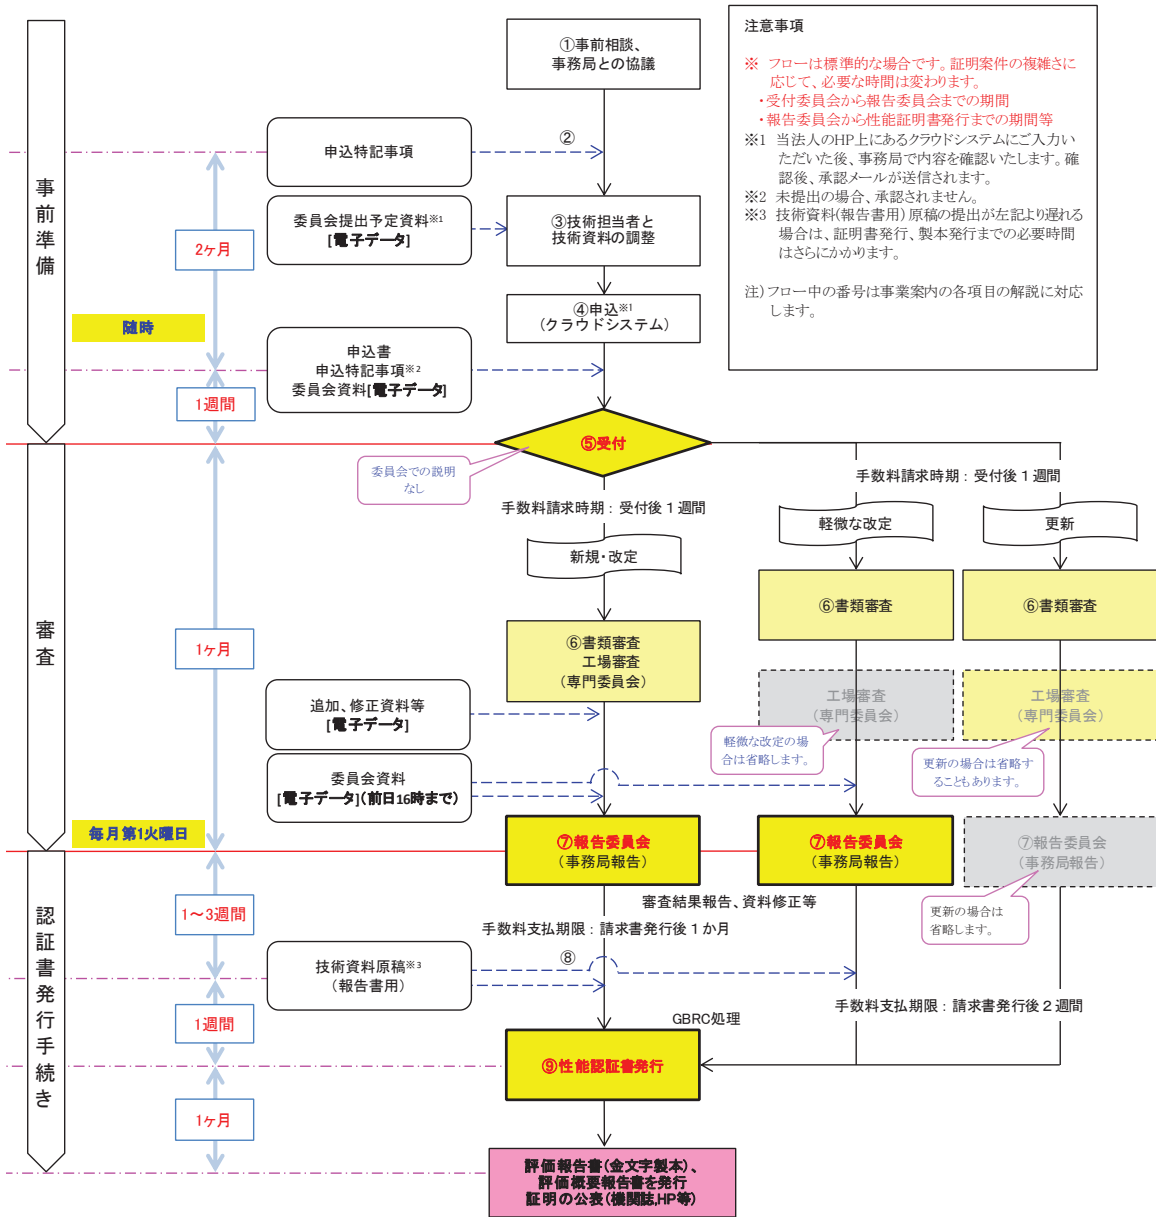 ①事前相談、
事務局との協議
注意事項
※ フローは標準的な場合です。証明案件の複雑さに
応じて、必要な時間は変わります。
・受付委員会から報告委員会までの期間
・報告委員会から性能証明書発行までの期間等
※1 当法人のHP上にあるクラウドシステムにご入力い
ただいた後、事務局で内容を確認いたします。確
認後、承認メールが送信されます。
※2 未提出の場合、承認されません。
※3 技術資料(報告書用)原稿の提出が左記より遅れる
場合は、証明書発行、製本発行までの必要時間
はさらにかかります。
注)フロー中の番号は事業案内の各項目の解説に対応
します。
事前準備
申込特記事項
②
2ヶ月
委員会提出予定資料※1
[電子データ]
③技術担当者と
技術資料の調整
④申込※1
(クラウドシステム)
随時
申込書
申込特記事項※2
委員会資料[電子データ]
1週間
⑤受付
委員会での説明
なし
手数料請求時期:受付後1週間
手数料請求時期:受付後1週間
軽微な改定
更新
新規・改定
審査
1ヶ月
⑥書類審査
⑥書類審査
⑥書類審査
工場審査
(専門委員会)
工場審査
(専門委員会)
工場審査
(専門委員会)
追加、修正資料等
[電子データ]
軽微な改定の場
合は省略します。
更新の場合は省略す
ることもあります。
委員会資料
[電子データ](前日16時まで)
毎月第1火曜日
⑦報告委員会
(事務局報告)
⑦報告委員会
(事務局報告)
⑦報告委員会
(事務局報告)
認証書発行手続き
1～3週間
審査結果報告、資料修正等
更新の場合は
省略します。
手数料支払期限:請求書発行後1か月
技術資料原稿※3
(報告書用)
⑧
1週間
手数料支払期限:請求書発行後2週間
GBRC処理
⑨性能認証書発行
1ヶ月
評価報告書(金文字製本)、
評価概要報告書を発行
証明の公表(機関誌,HP等)